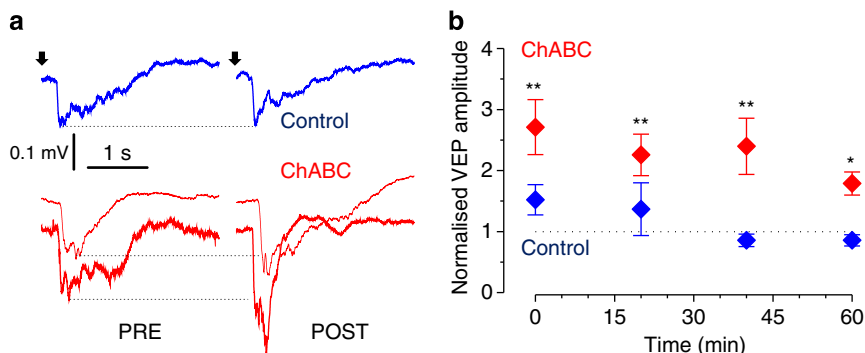 a
Control
0.1 mV
1 s
ChABC
PRE
POST
b
Normalised VEP amplitude
4
3
2
1
0
ChABC
**
**
**
*
Control
0
15
30
45
60
Time (min)